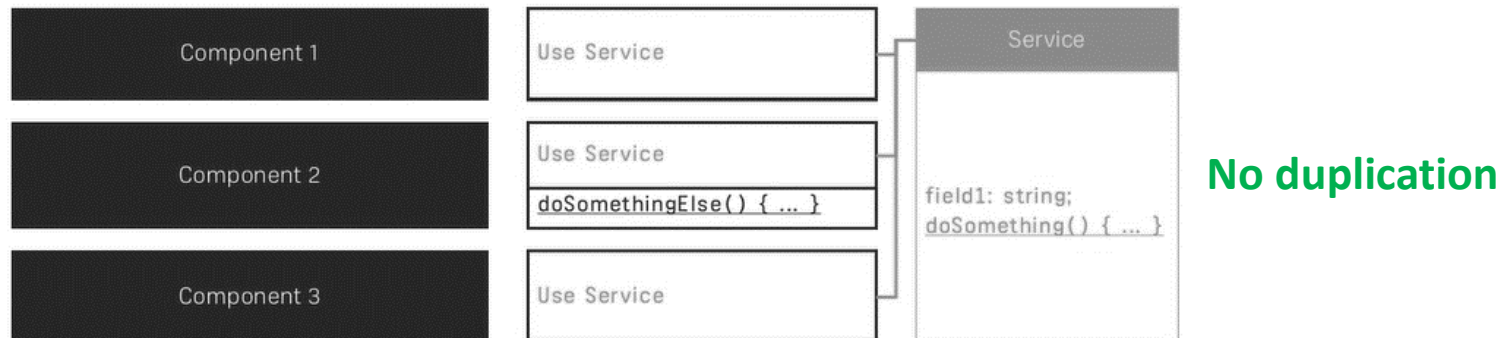 Component 1
Use Service
Service
Component 2
Use Service
doSomethingElse() { ... }
field1: string;
doSomething() { ... }
No duplication
Component 3
Use Service